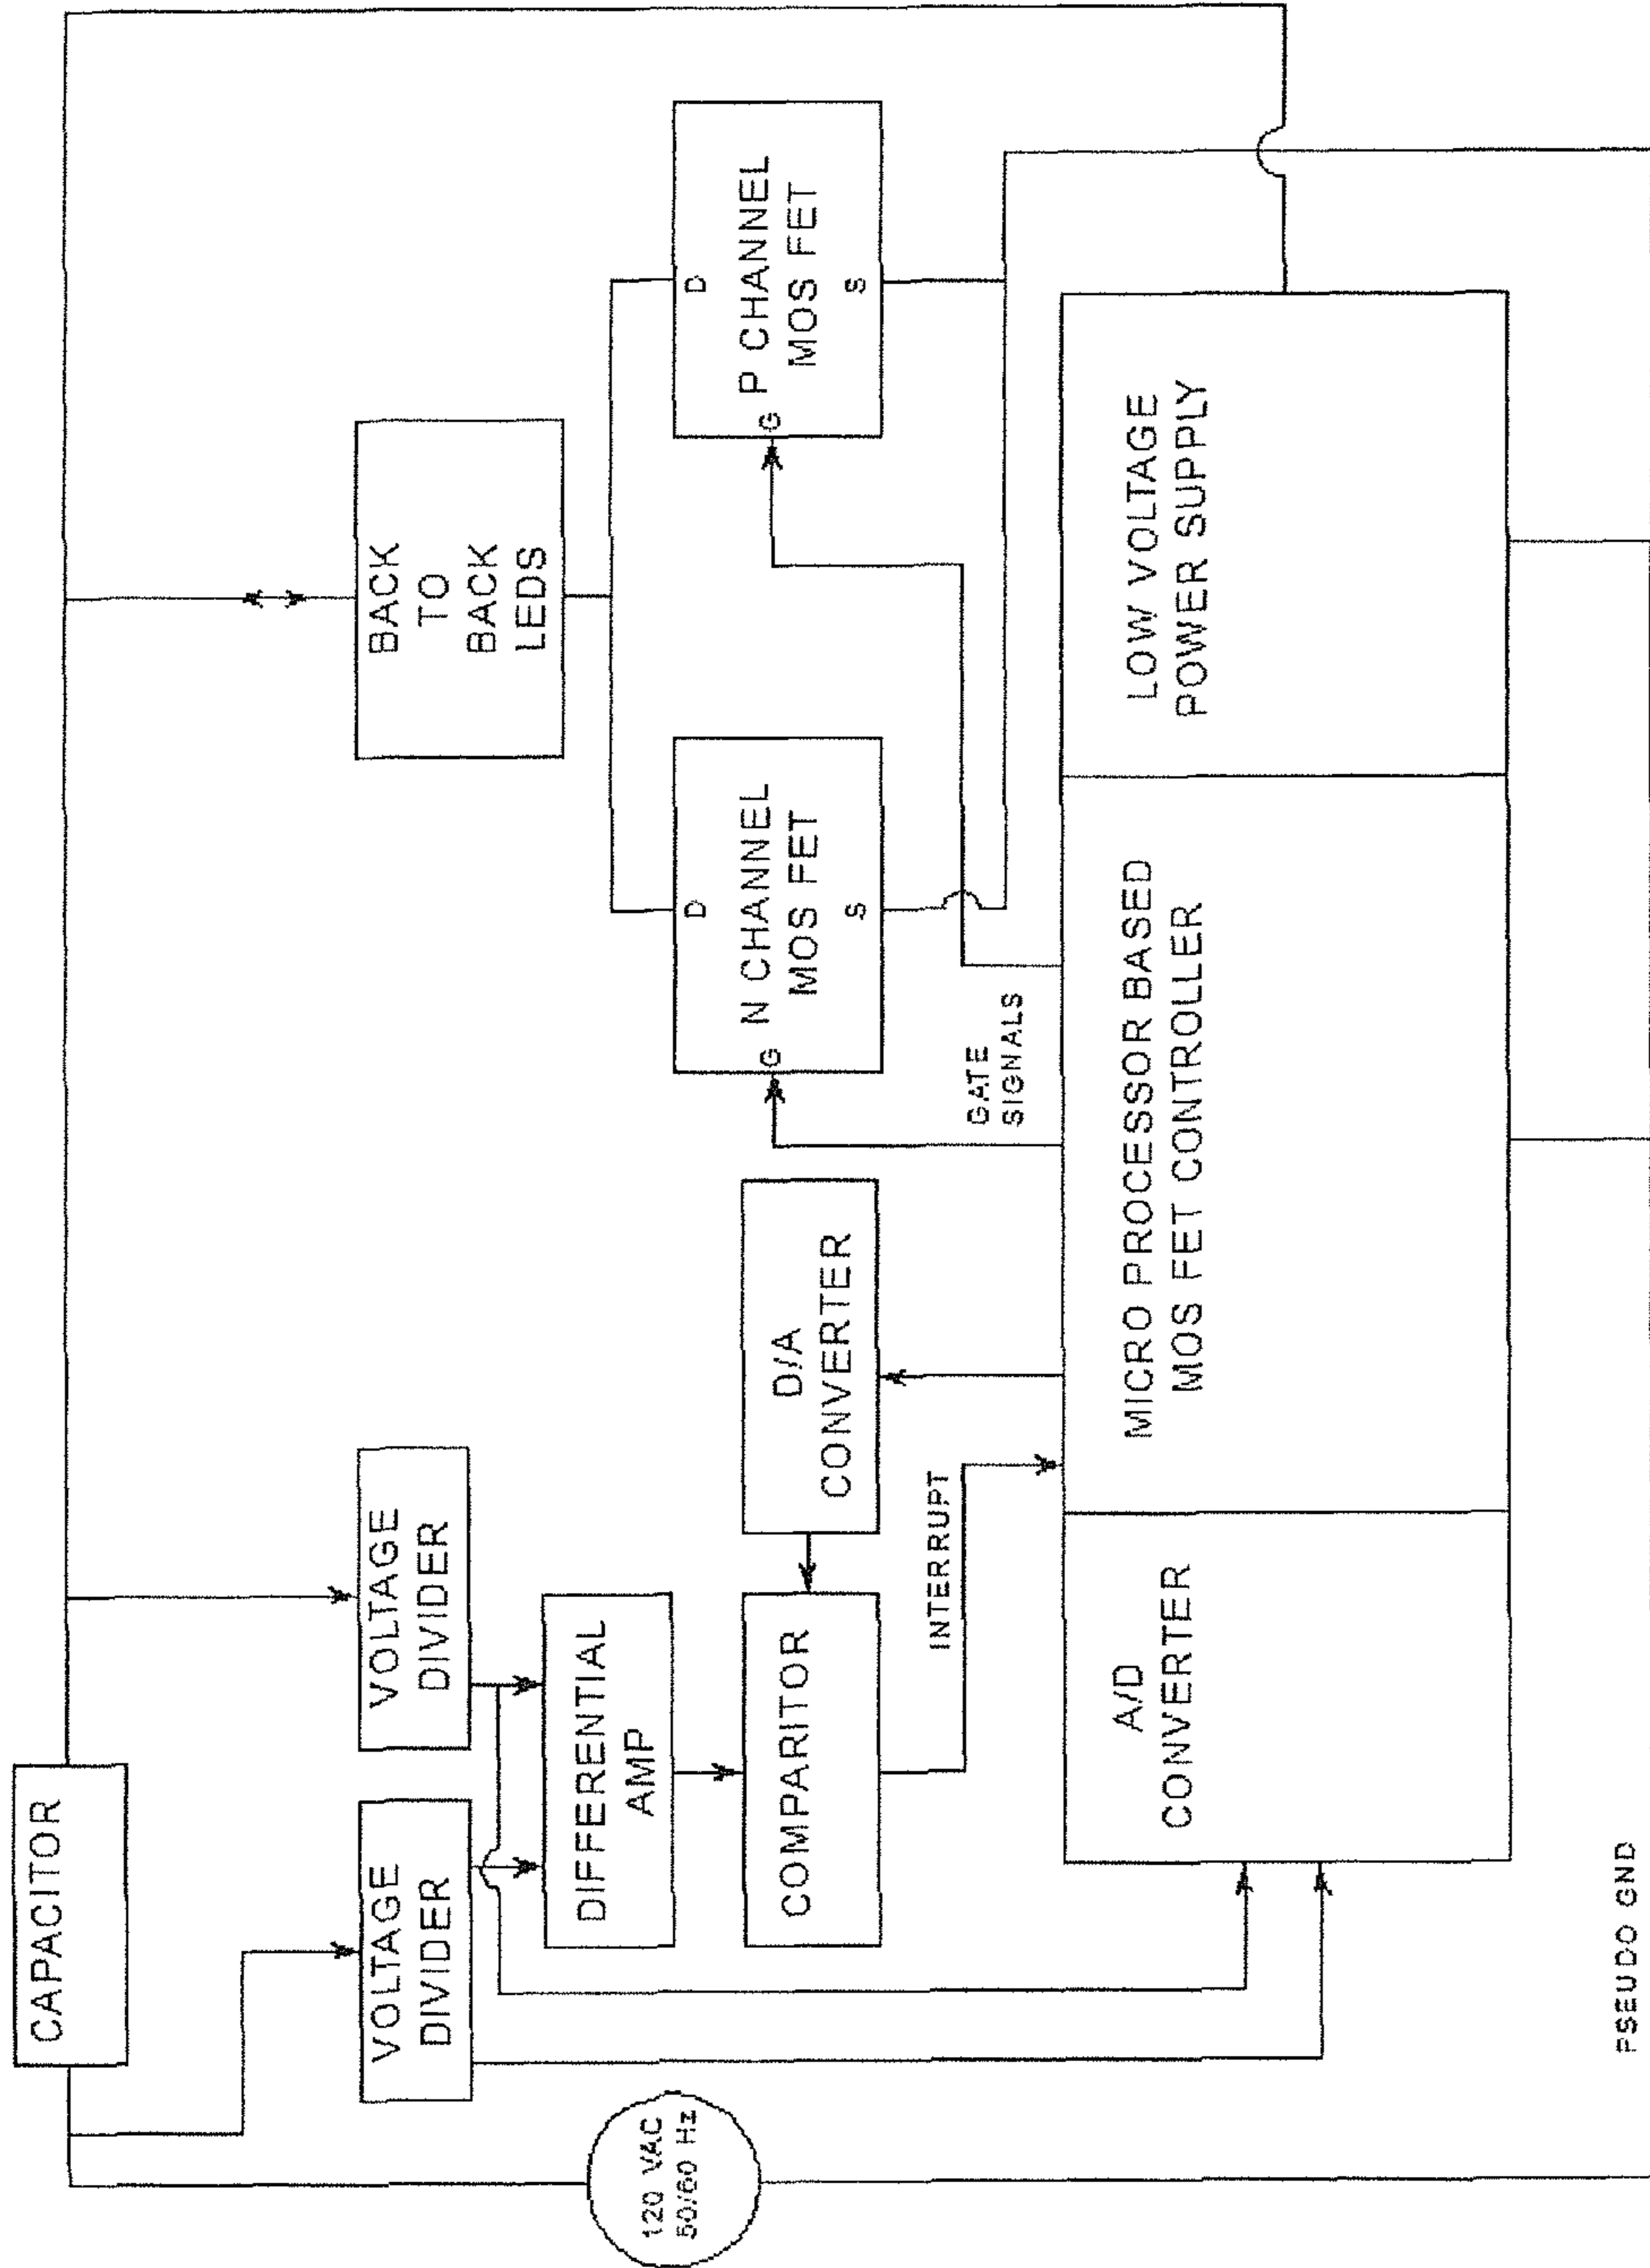 CAPACITOR
VOLTAGE
DIVIDER
VOLTAGE
DIVIDER
BACK
TO
BACK
LEDS
120 VAC
50/60 Hz
DIFFERENTIAL
AMP
COMPARITOR
D/A
CONVERTER
D
G
N CHANNEL
MOS FET
S
D
G
P CHANNEL
MOS FET
S
INTERRUPT
GATE
SIGNALS
A/D
CONVERTER
MICRO PROCESSOR BASED
MOS FET CONTROLLER
LOW VOLTAGE
POWER SUPPLY
PSEUDO GND